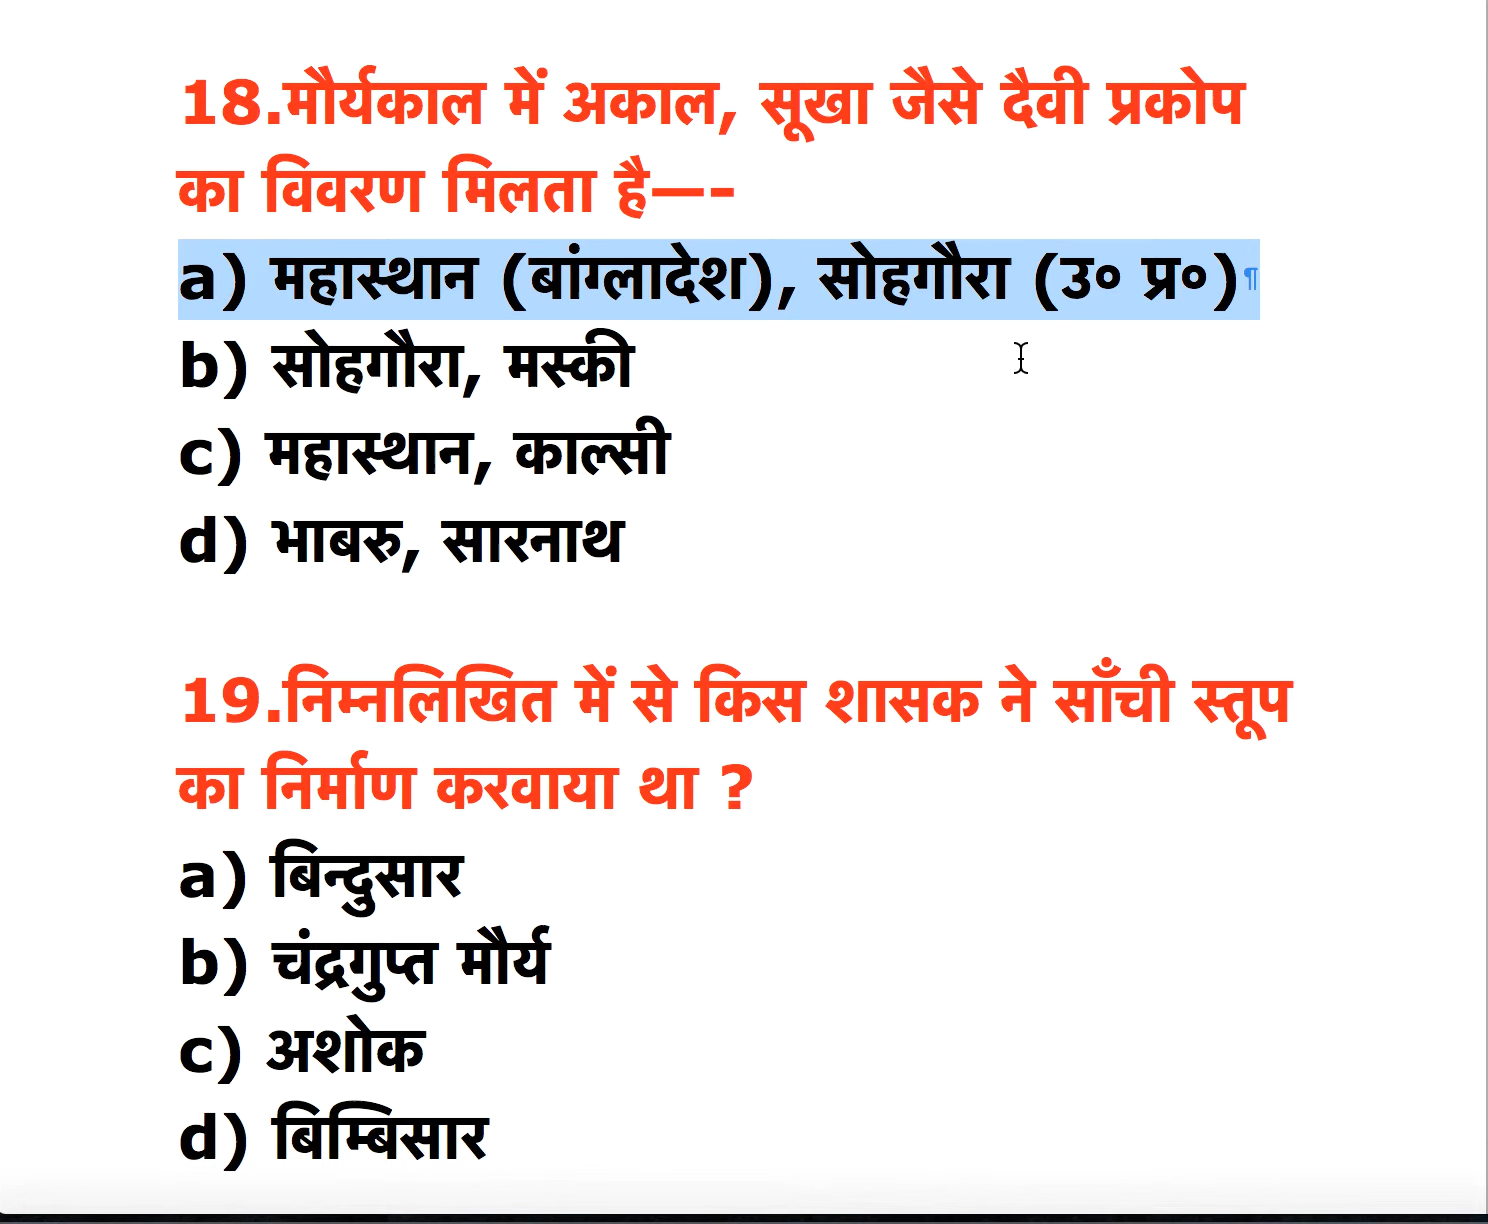 18.मौर्यकाल में अकाल, सूखा जैसे दैवी प्रकोप
का विवरण मिलता है—-
a) महास्थान (बांग्लादेश), सोहगौरा (उ० प्र०)¶
b) सोहगौरा, मस्की
c) महास्थान, काल्सी
d) भाबरु, सारनाथ
19.निम्नलिखित में से किस शासक ने साँची स्तूप
का निर्माण करवाया था ?
a) बिन्दुसार
b) चंद्रगुप्त मौर्य
c) अशोक
d) बिम्बिसार